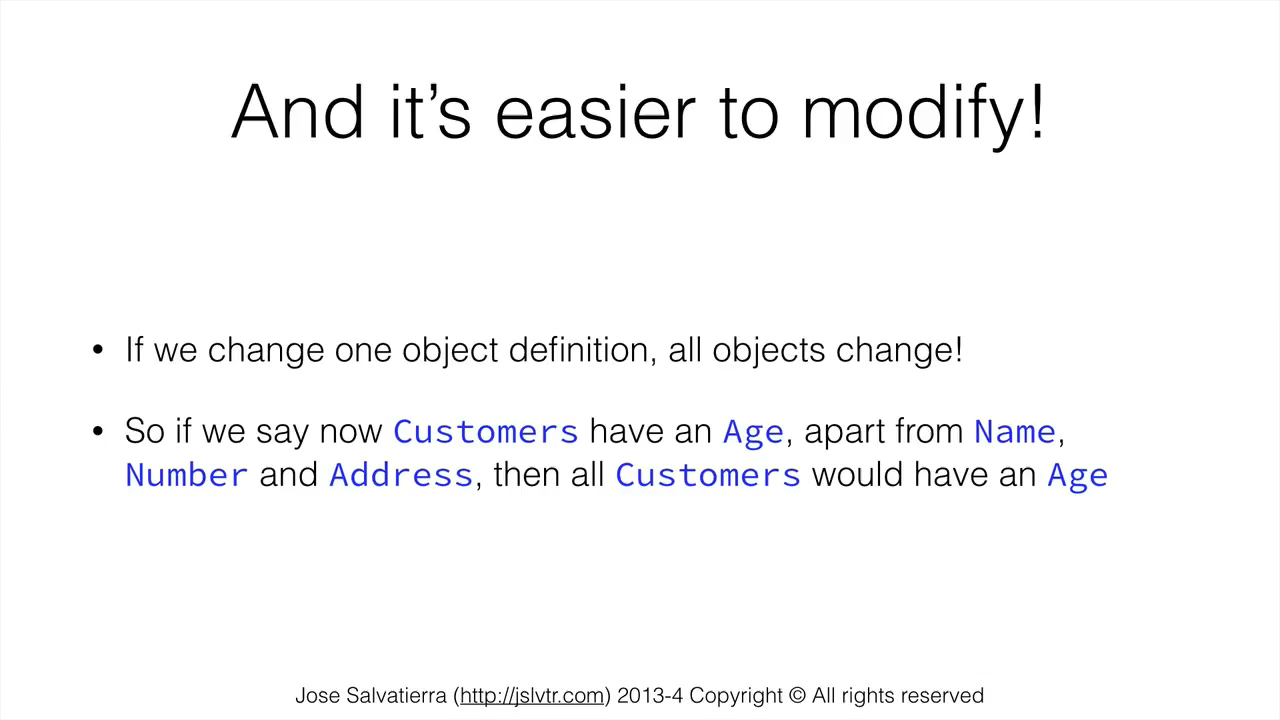 And it’s easier to modify!
• If we change one object definition, all objects change!
• So if we say now Customers have an Age, apart from Name,
Number and Address, then all Customers would have an Age
Jose Salvatierra (http://jslvtr.com) 2013-4 Copyright © All rights reserved